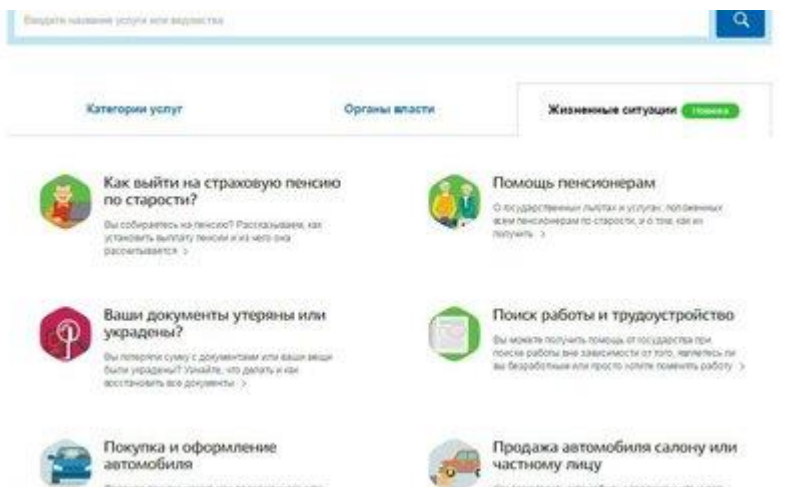 Введите название услуги или ведомства
Категории услуг
Органы власти
Жизненные ситуации Новинка
Как выйти на страховую пенсию
по старости?
Вы собираетесь на пенсию? Рассказываем, как
установить выплату пенсии и из чего она
рассчитывается >
Помощь пенсионерам
О государственных льготах и услугах, положенных
всем пенсионерам по старости, и о том, как их
получить >
Ваши документы утеряны или
украдены?
Вы потеряли сумку с документами или ваши вещи
были украдены? Узнайте, что делать и как
восстановить все документы >
Поиск работы и трудоустройство
Вы можете получить помощь от государства при
поиске работы вне зависимости от того, являетесь ли
вы безработным или просто хотите поменять работу >
Покупка и оформление
автомобиля
Продажа автомобиля салону или
частному лицу